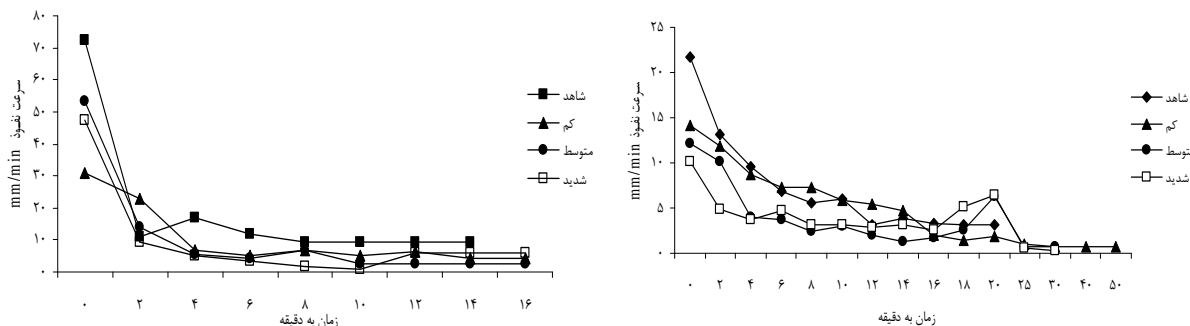 ۸۰
۷۰
۶۰
۵۰
۴۰
۳۰
۲۰
۱۰
۰
سرعت نفوذ mm/min
۰ ۲ ۴ ۶ ۸ ۱۰ ۱۲ ۱۴ ۱۶
زمان به دقیقه
شاهد
کم
متوسط
شدید
۲۵
۲۰
۱۵
۱۰
۵
۰
سرعت نفوذ mm/min
۰ ۲ ۴ ۶ ۸ ۱۰ ۱۲ ۱۴ ۱۶ ۱۸ ۲۰ ۲۵ ۳۰ ۴۰ ۵۰
زمان به دقیقه
شاهد
کم
متوسط
شدید